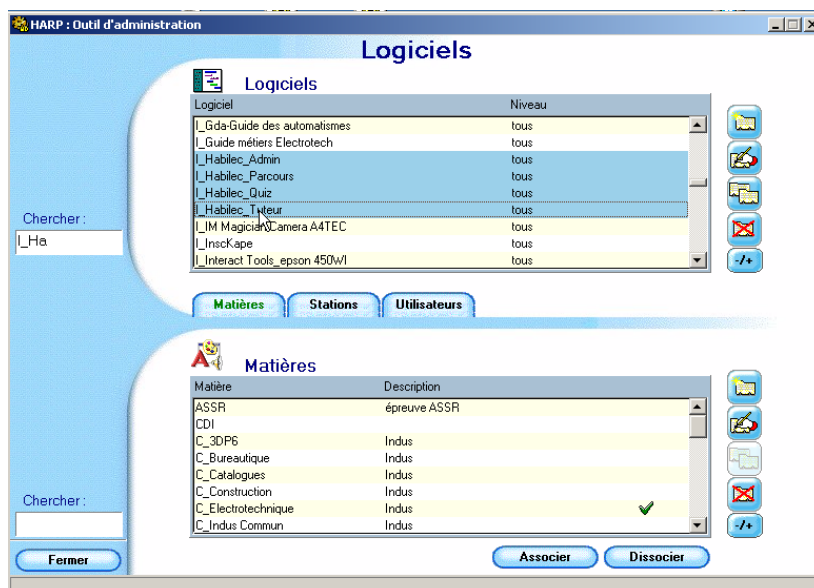 HARP : Outil d'administration
Logiciels
Logiciels
Logiciel Niveau
I_Gda-Guide des automatismes tous
I_Guide métiers Electrotech tous
I_Habilec_Admin tous
I_Habilec_Parcours tous
I_Habilec_Quiz tous
I_Habilec_Tuteur tous
I_IM Magician Camera A4TEC tous
I_InscKape tous
I_Interact Tools_epson 450WI tous
-/+
Chercher :
I_Ha
Matières Stations Utilisateurs
Matières
Matière Description
ASSR épreuve ASSR
CDI
C_3DP6 Indus
C_Bureautique Indus
C_Catalogues Indus
C_Construction Indus
C_Electrotechnique Indus
C_Indus Commun Indus
-/+
Chercher :
Fermer
Associer Dissocier